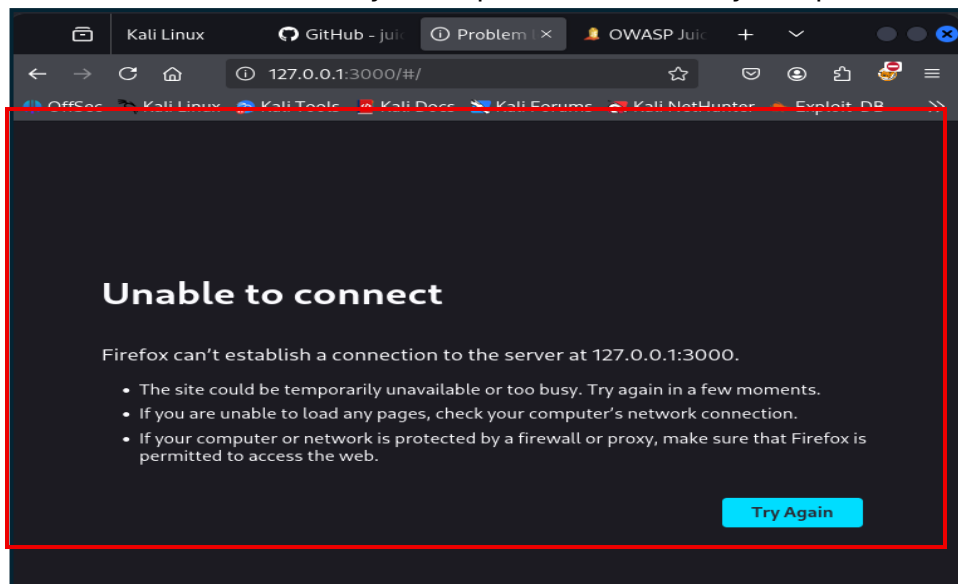 Kali Linux
GitHub - juic
Problem l
OWASP Juic
127.0.0.1:3000/#/
OffSec Kali Linux Kali Tools Kali Docs Kali Forums Kali NetHunter Exploit-DB
Unable to connect
Firefox can't establish a connection to the server at 127.0.0.1:3000.
• The site could be temporarily unavailable or too busy. Try again in a few moments.
• If you are unable to load any pages, check your computer's network connection.
• If your computer or network is protected by a firewall or proxy, make sure that Firefox is
permitted to access the web.
Try Again